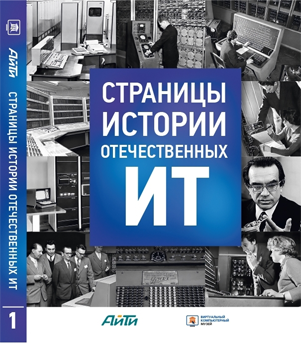 АйТи
СТРАНИЦЫ ИСТОРИИ ОТЕЧЕСТВЕННЫХ ИТ
1
СТРАНИЦЫ
ИСТОРИИ
ОТЕЧЕСТВЕННЫХ
ИТ
АйТи
ВИРТУАЛЬНЫЙ
КОМПЬЮТЕРНЫЙ
МУЗЕЙ